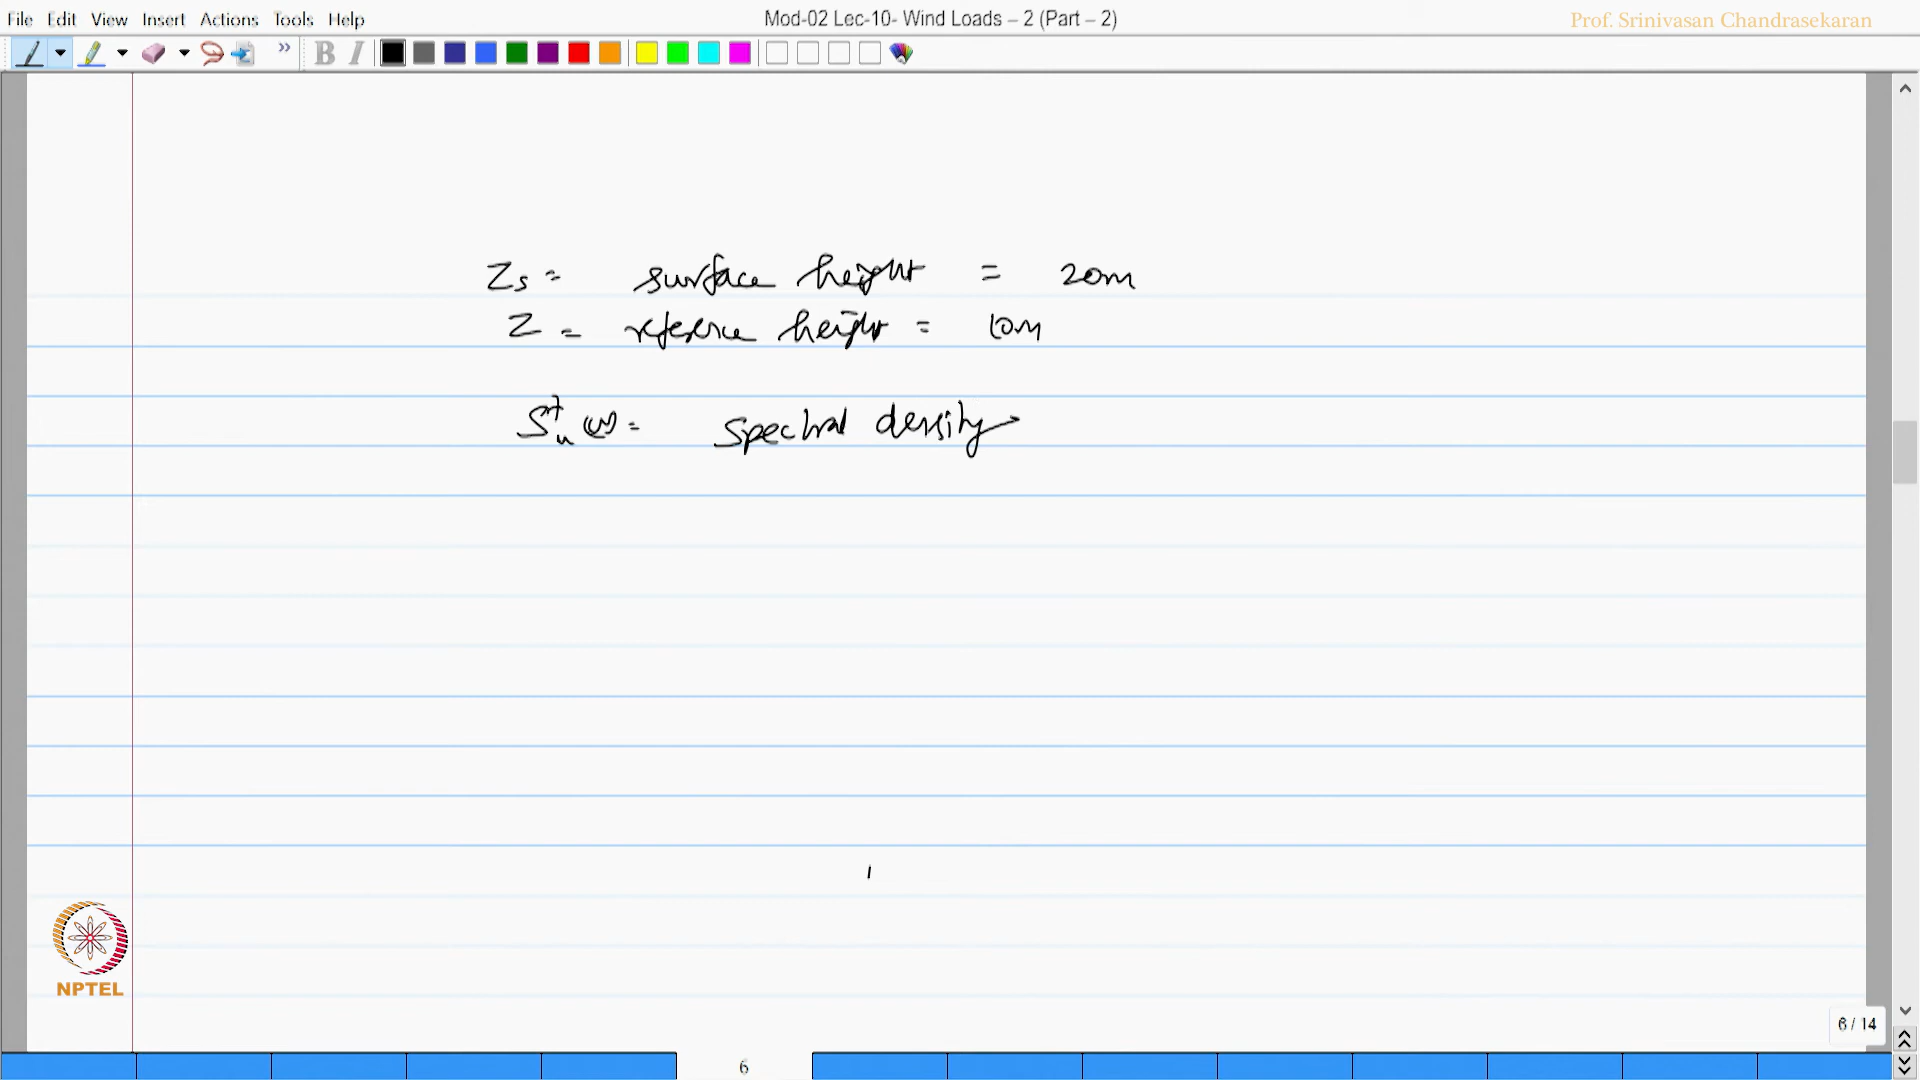 File Edit View Insert Actions Tools Help
Mod-02 Lec-10- Wind Loads – 2 (Part – 2)
Prof. Srinivasan Chandrasekaran
B I
Zs = surface height = 20m
Z = reference height = 10m
S⁺u (ω) = spectral density
NPTEL
6 / 14
6